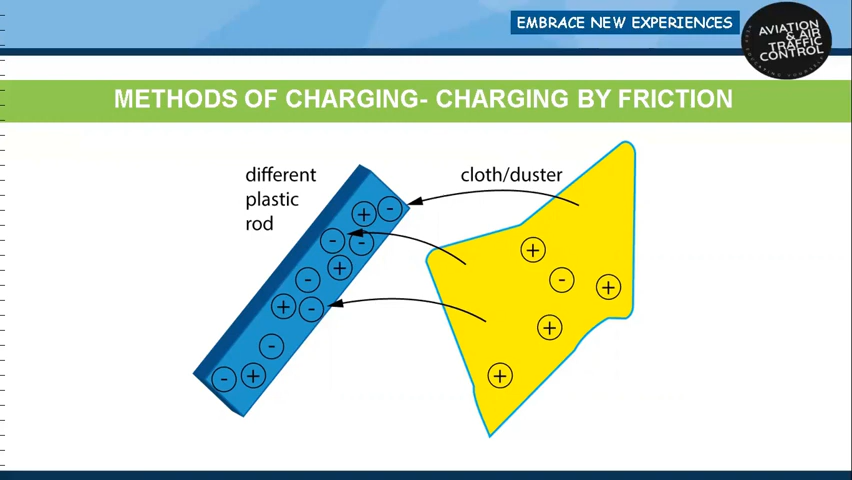 EMBRACE NEW EXPERIENCES
AVIATION
& AIR
TRAFFIC
CONTROL
METHODS OF CHARGING- CHARGING BY FRICTION
different
plastic
rod
cloth/duster
+ -
- -
+
-
+ -
-
- +
+
-
+
+
+